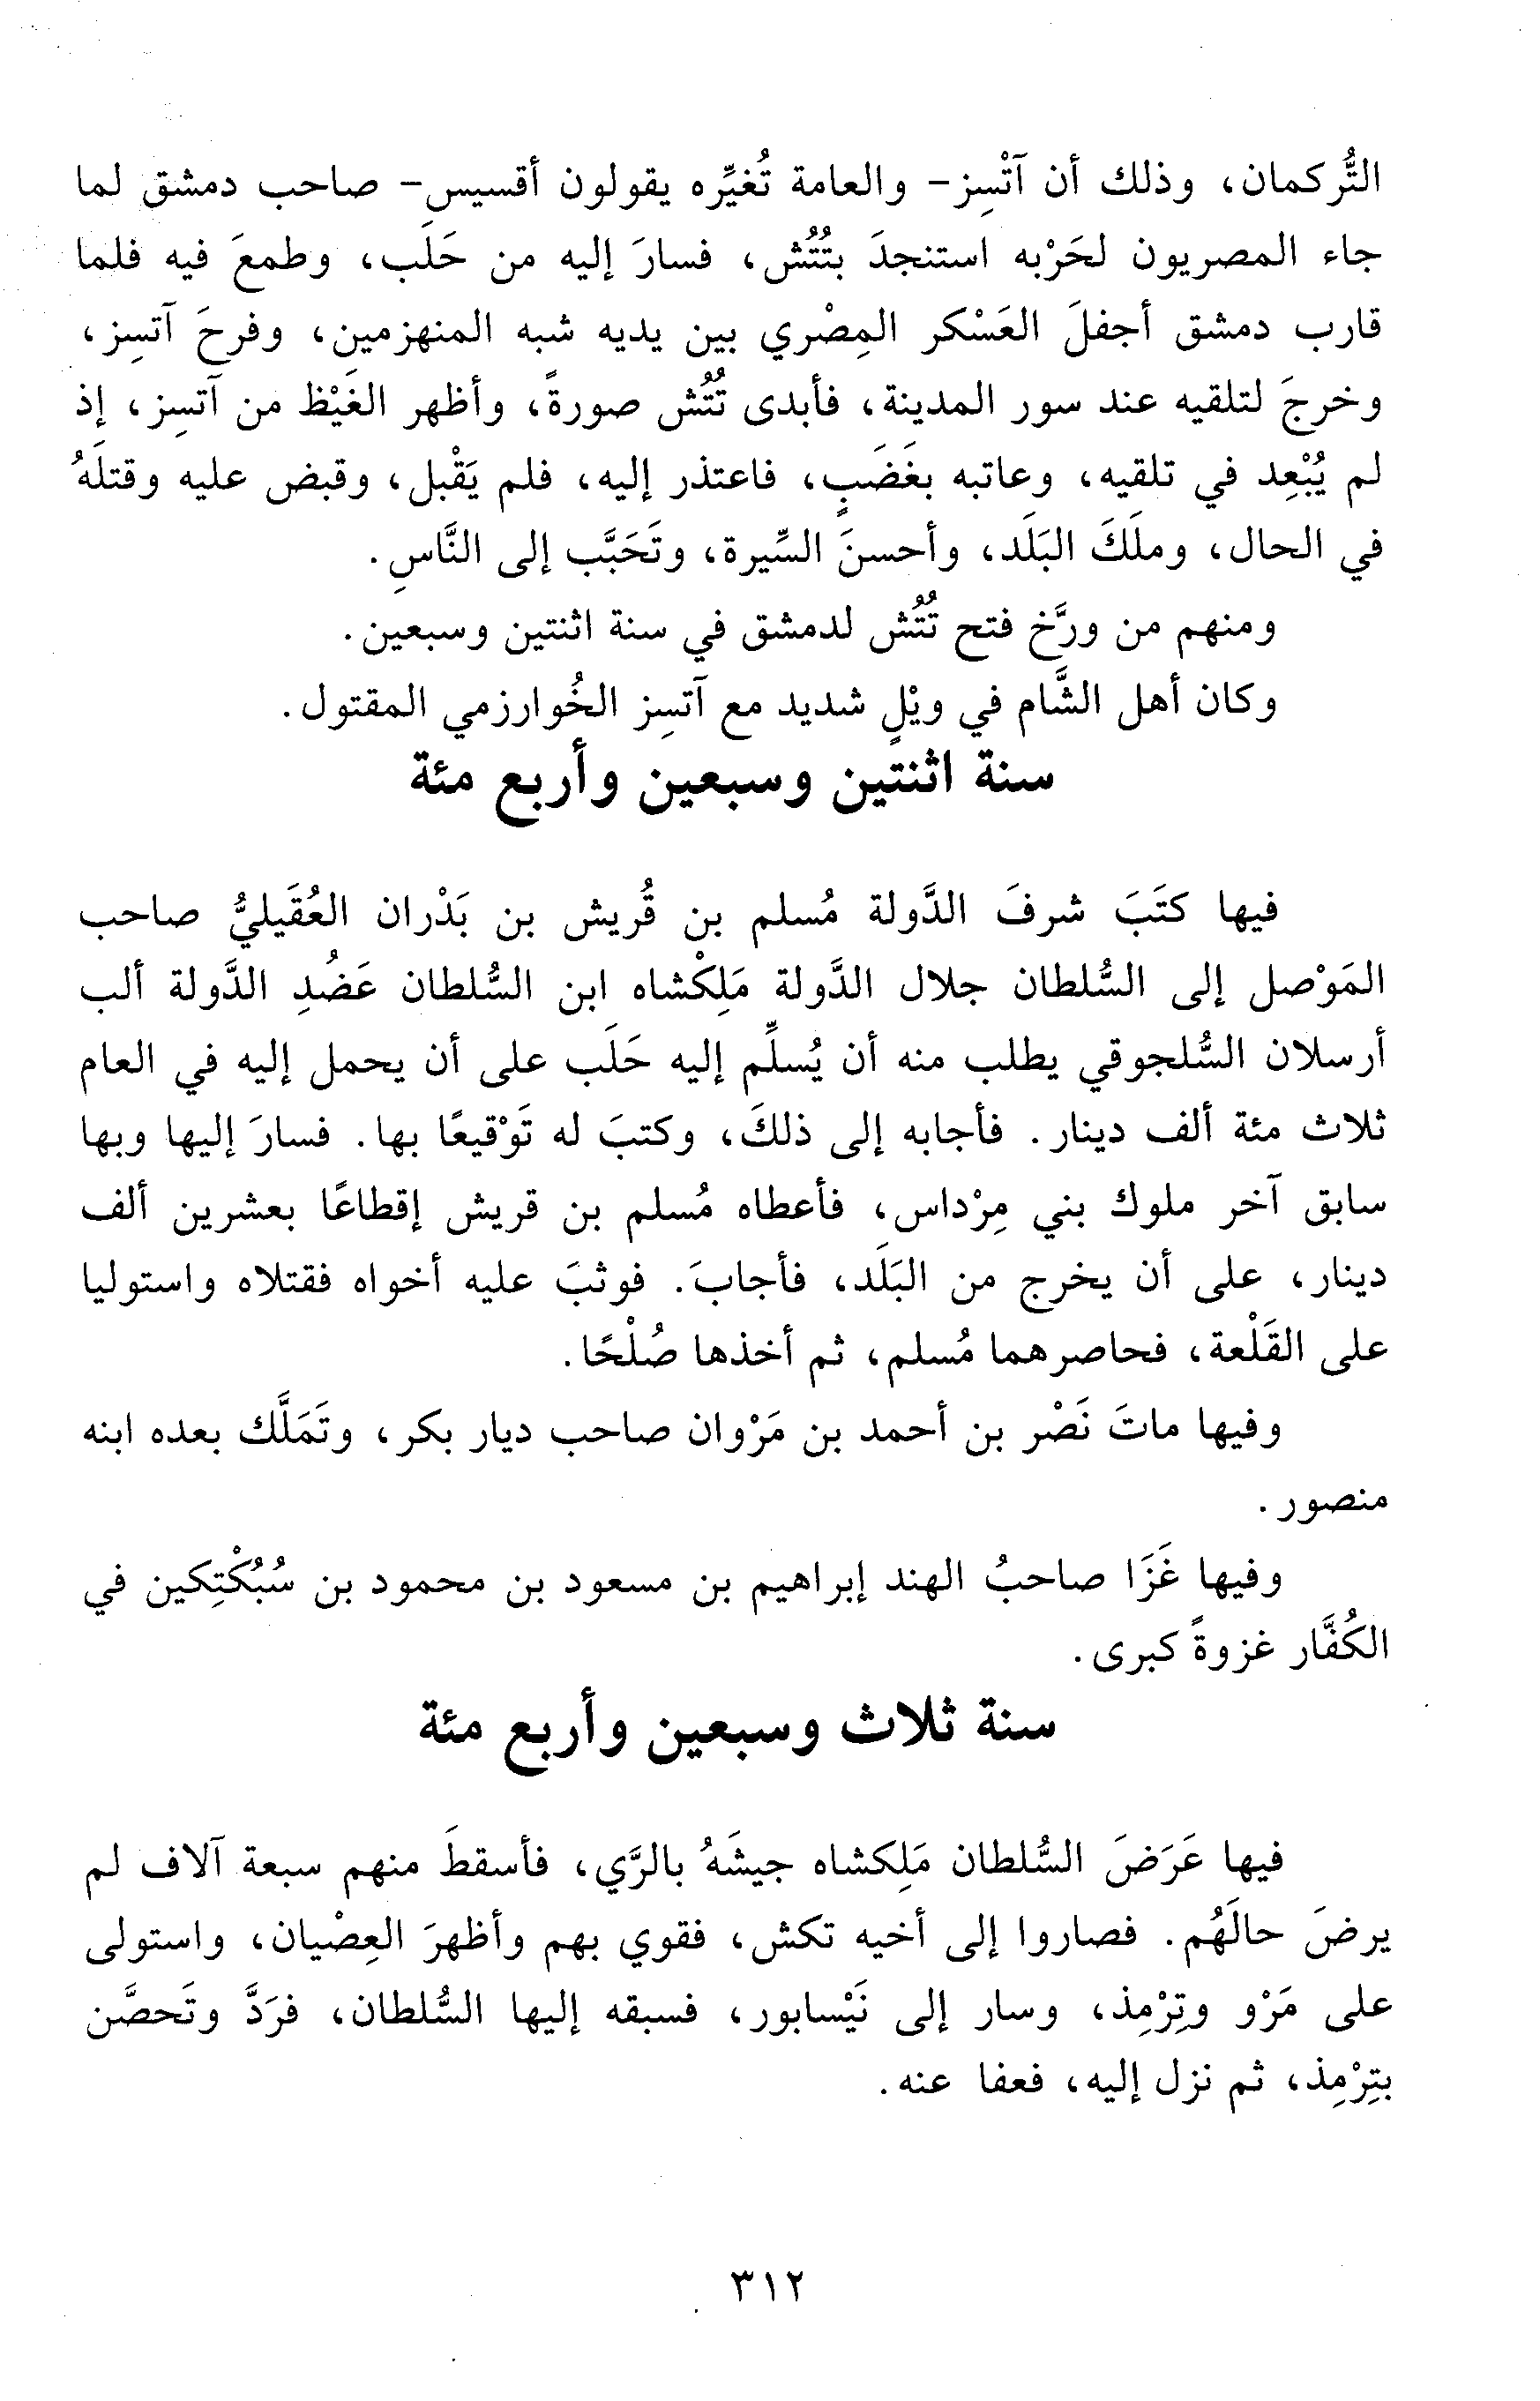 التُّركمان، وذلك أن آتْسِز- والعامة تُغيِّره يقولون أقسيس- صاحب دمشق لما
جاء المصريون لحَرْبه استنجدَ بتُتُش، فسارَ إليه من حَلَب، وطمعَ فيه فلما
قارب دمشق أجفلَ العَسْكر المِصْري بين يديه شبه المنهزمين، وفرحَ آتسِز،
وخرجَ لتلقيه عند سور المدينة، فأبدى تُتُش صورةً، وأظهر الغَيْظ من آتسِز، إذ
لم يُبْعِد في تلقيه، وعاتبه بغَضَبٍ، فاعتذر إليه، فلم يَقْبل، وقبض عليه وقتلَهُ
في الحال، وملَكَ البَلَد، وأحسنَ السِّيرة، وتَحَبَّب إلى النَّاسِ.
ومنهم من ورَّخ فتح تُتُش لدمشق في سنة اثنتين وسبعين.
وكان أهل الشَّام في ويْلٍ شديد مع آتسِز الخُوارزمي المقتول.
سنة اثنتين وسبعين وأربع مئة
فيها كتَبَ شرفَ الدَّولة مُسلم بن قُريش بن بَدْران العُقَيليُّ صاحب
المَوْصل إلى السُّلطان جلال الدَّولة مَلِكْشاه ابن السُّلطان عَضُدِ الدَّولة ألب
أرسلان السُّلجوقي يطلب منه أن يُسلِّم إليه حَلَب على أن يحمل إليه في العام
ثلاث مئة ألف دينار. فأجابه إلى ذلكَ، وكتبَ له تَوْقيعًا بها. فسارَ إليها وبها
سابق آخر ملوك بني مِرْداس، فأعطاه مُسلم بن قريش إقطاعًا بعشرين ألف
دينار، على أن يخرج من البَلَد، فأجابَ. فوثبَ عليه أخواه فقتلاه واستوليا
على القَلْعة، فحاصرهما مُسلم، ثم أخذها صُلْحًا.
وفيها ماتَ نَصْر بن أحمد بن مَرْوان صاحب ديار بكر، وتَمَلَّك بعده ابنه
منصور.
وفيها غَزَا صاحبُ الهند إبراهيم بن مسعود بن محمود بن سُبُكْتِكين في
الكُفَّار غزوةً كبرى.
سنة ثلاث وسبعين وأربع مئة
فيها عَرَضَ السُّلطان مَلِكشاه جيشَهُ بالرَّي، فأسقطَ منهم سبعة آلاف لم
يرضَ حالَهُم. فصاروا إلى أخيه تكش، فقوي بهم وأظهرَ العِصْيان، واستولى
على مَرْو وتِرْمِذ، وسار إلى نَيْسابور، فسبقه إليها السُّلطان، فرَدَّ وتَحصَّن
بتِرْمِذ، ثم نزل إليه، فعفا عنه.
٣١٢